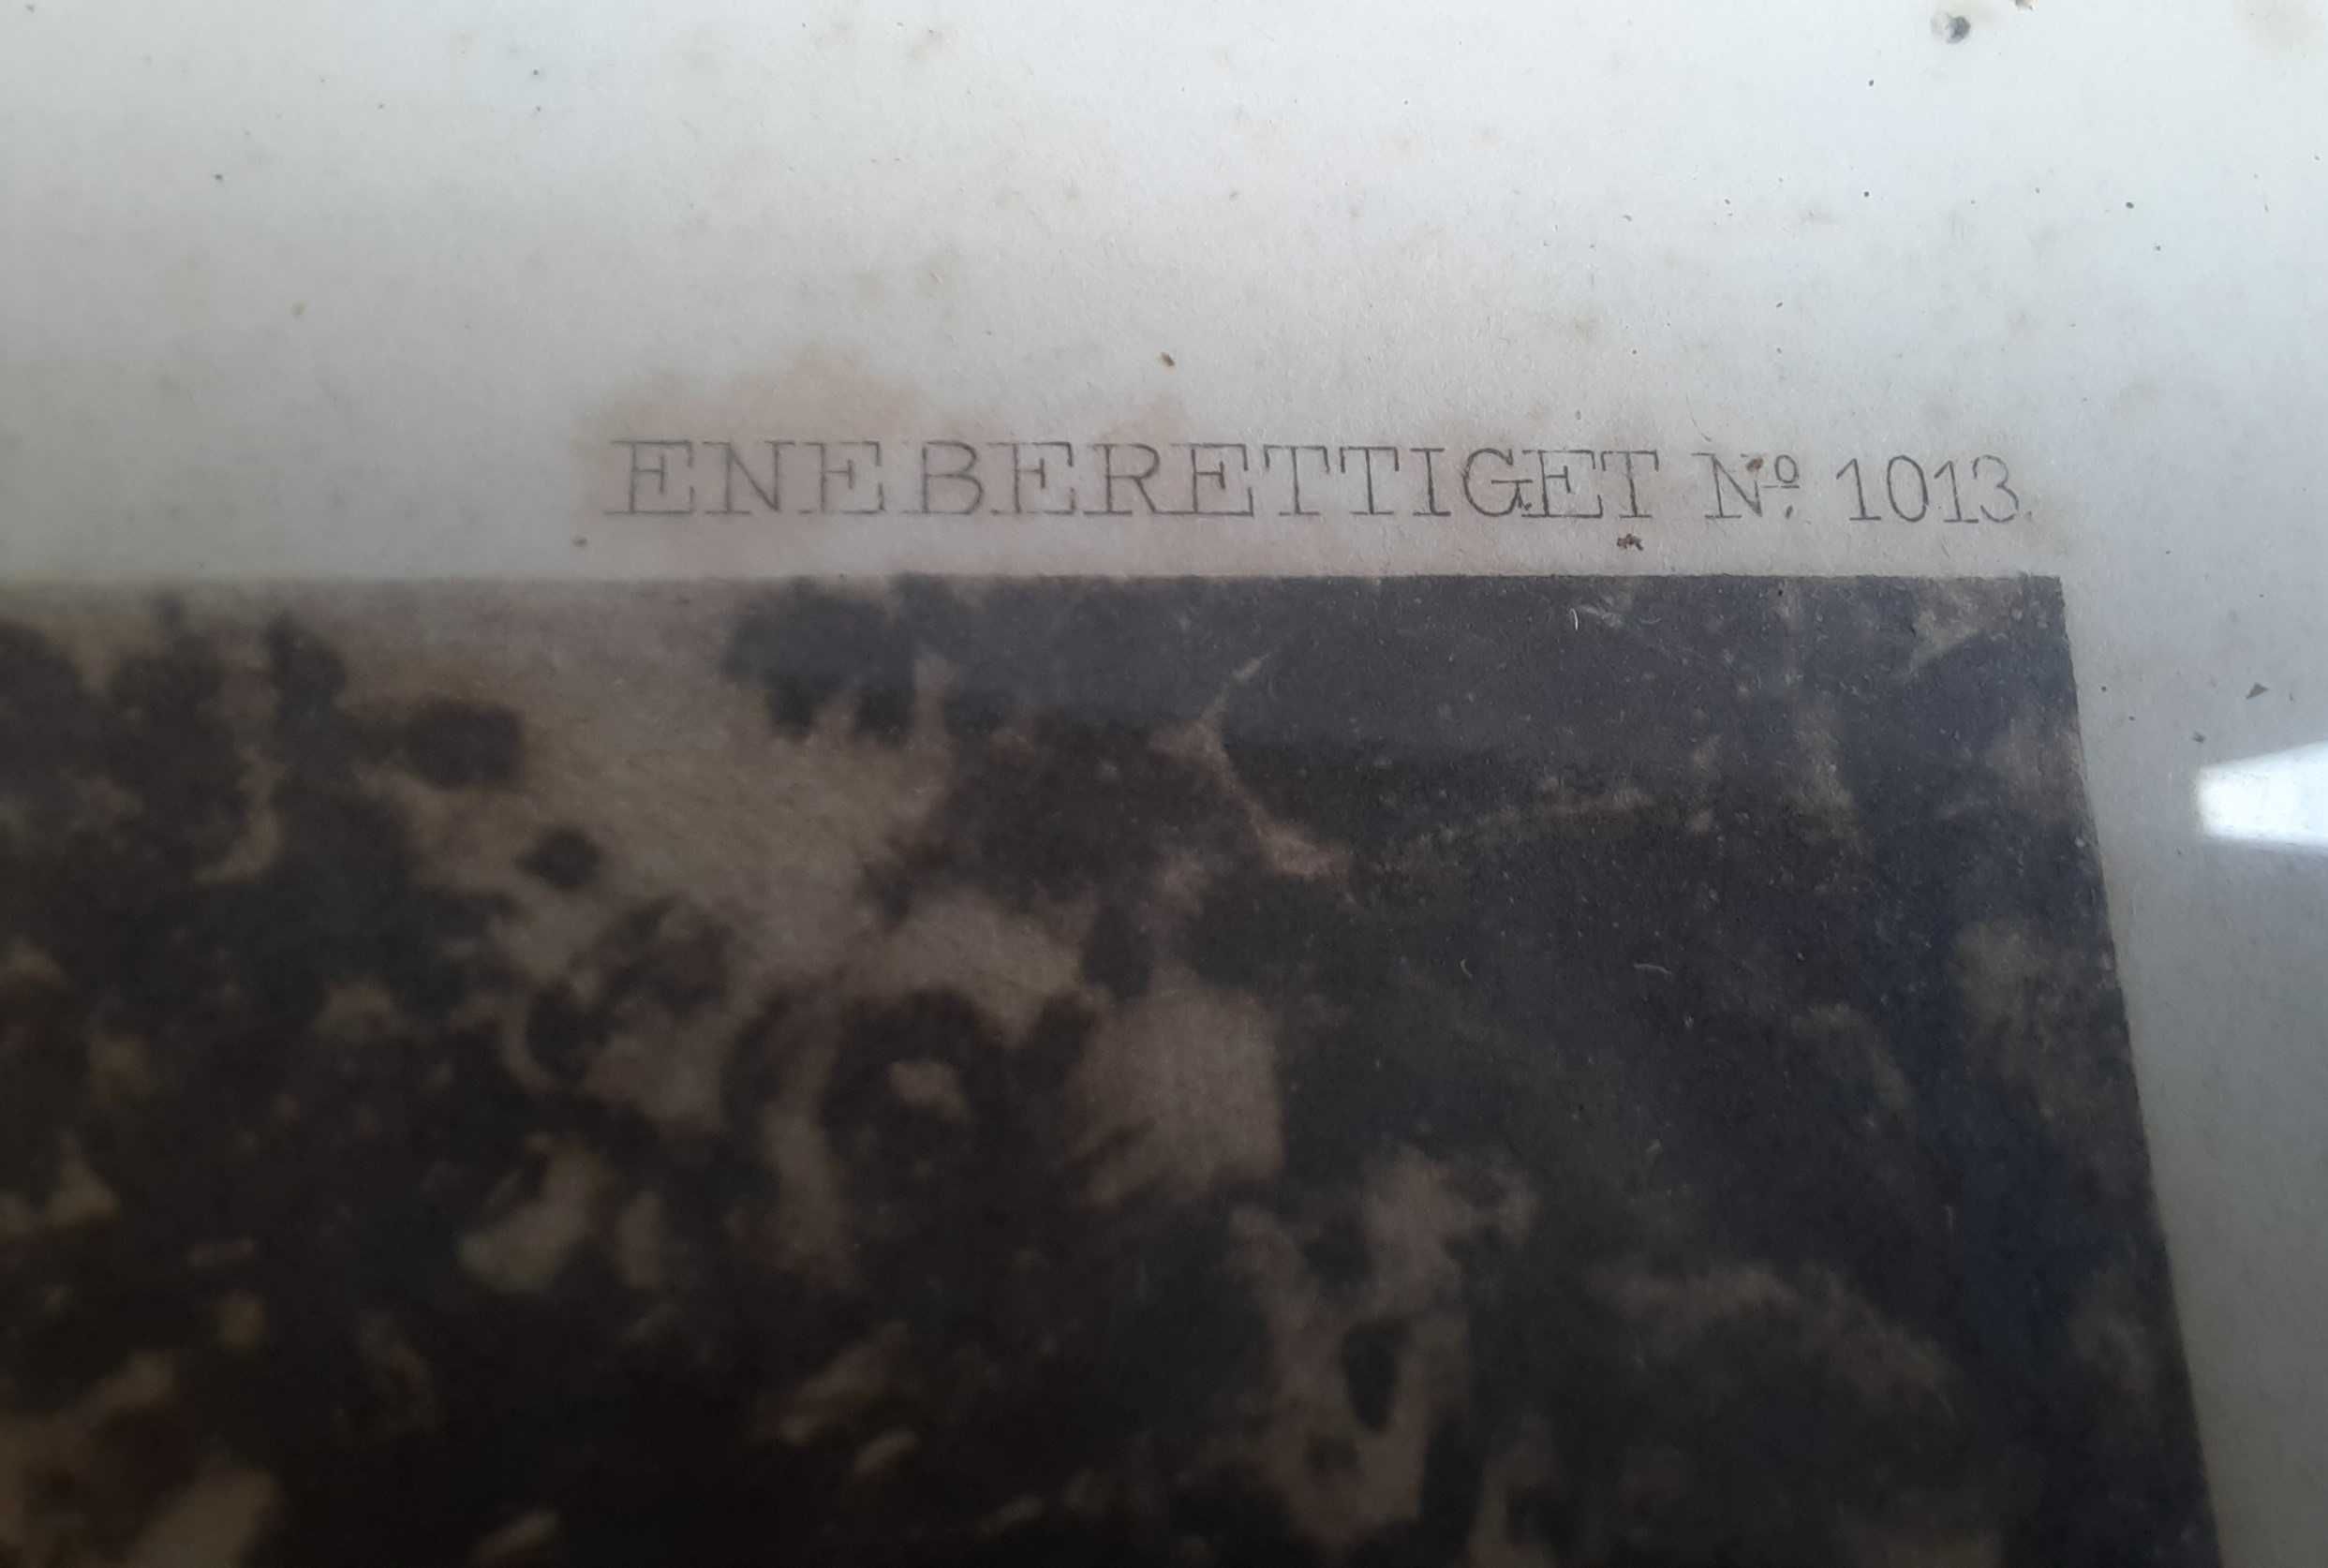 ENEBERETTIGET Nº. 1013.